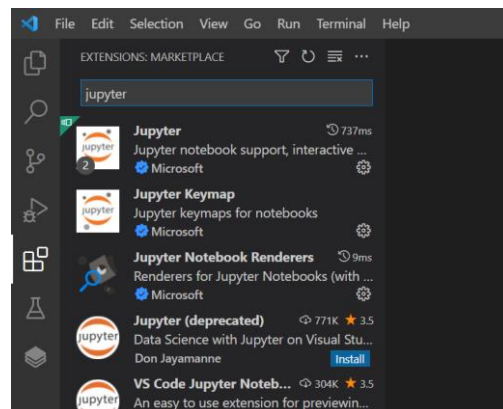 File Edit Selection View Go Run Terminal Help
EXTENSIONS: MARKETPLACE
jupyter
Jupyter 737ms
jupyter
Jupyter notebook support, interactive ...
2
Microsoft
Jupyter Keymap
jupyter
Jupyter keymaps for notebooks
Microsoft
Jupyter Notebook Renderers 9ms
Renderers for Jupyter Notebooks (with ...
Microsoft
Jupyter (deprecated) 771K 3.5
jupyter
Data Science with Jupyter on Visual Stu...
Don Jayamanne Install
VS Code Jupyter Noteb... 304K 3.5
jupyter
An easy to use extension for previewin...